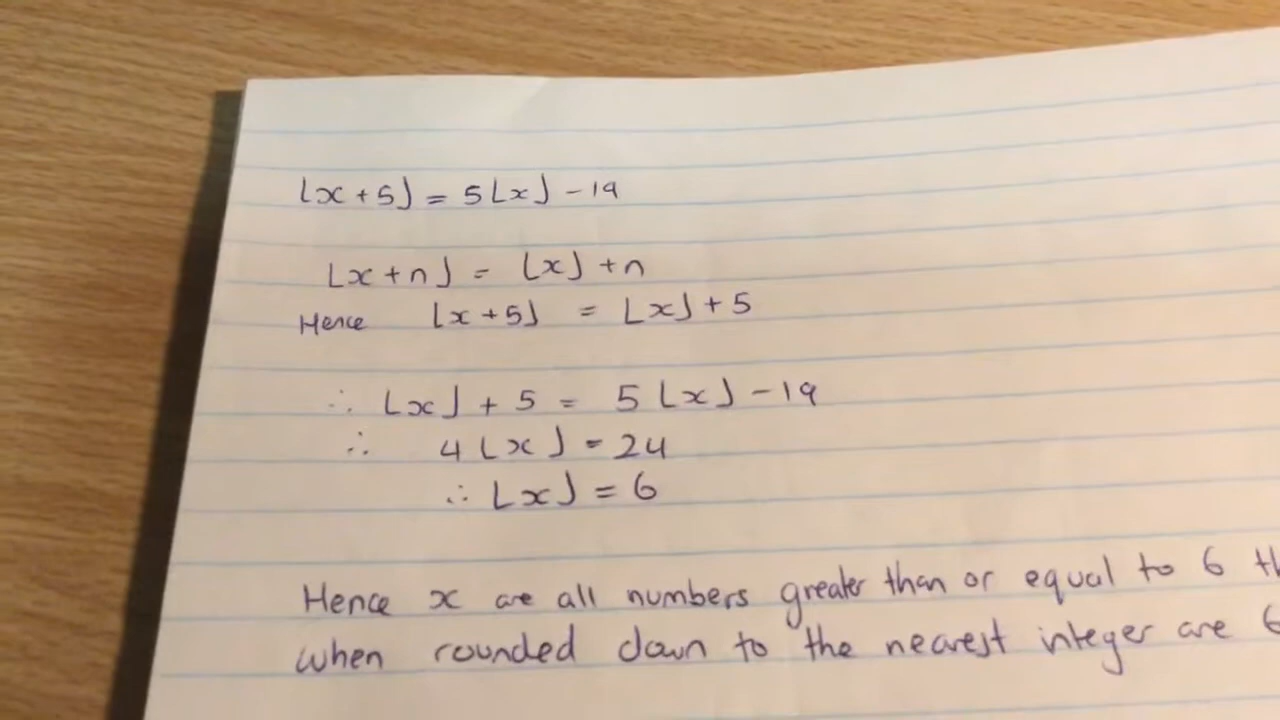 ⌊x+5⌋ = 5⌊x⌋ - 19
⌊x+n⌋ = ⌊x⌋ + n
Hence ⌊x+5⌋ = ⌊x⌋ + 5
∴ ⌊x⌋ + 5 = 5⌊x⌋ - 19
∴ 4⌊x⌋ = 24
∴ ⌊x⌋ = 6
Hence x are all numbers greater than or equal to 6
when rounded down to the nearest integer are 6